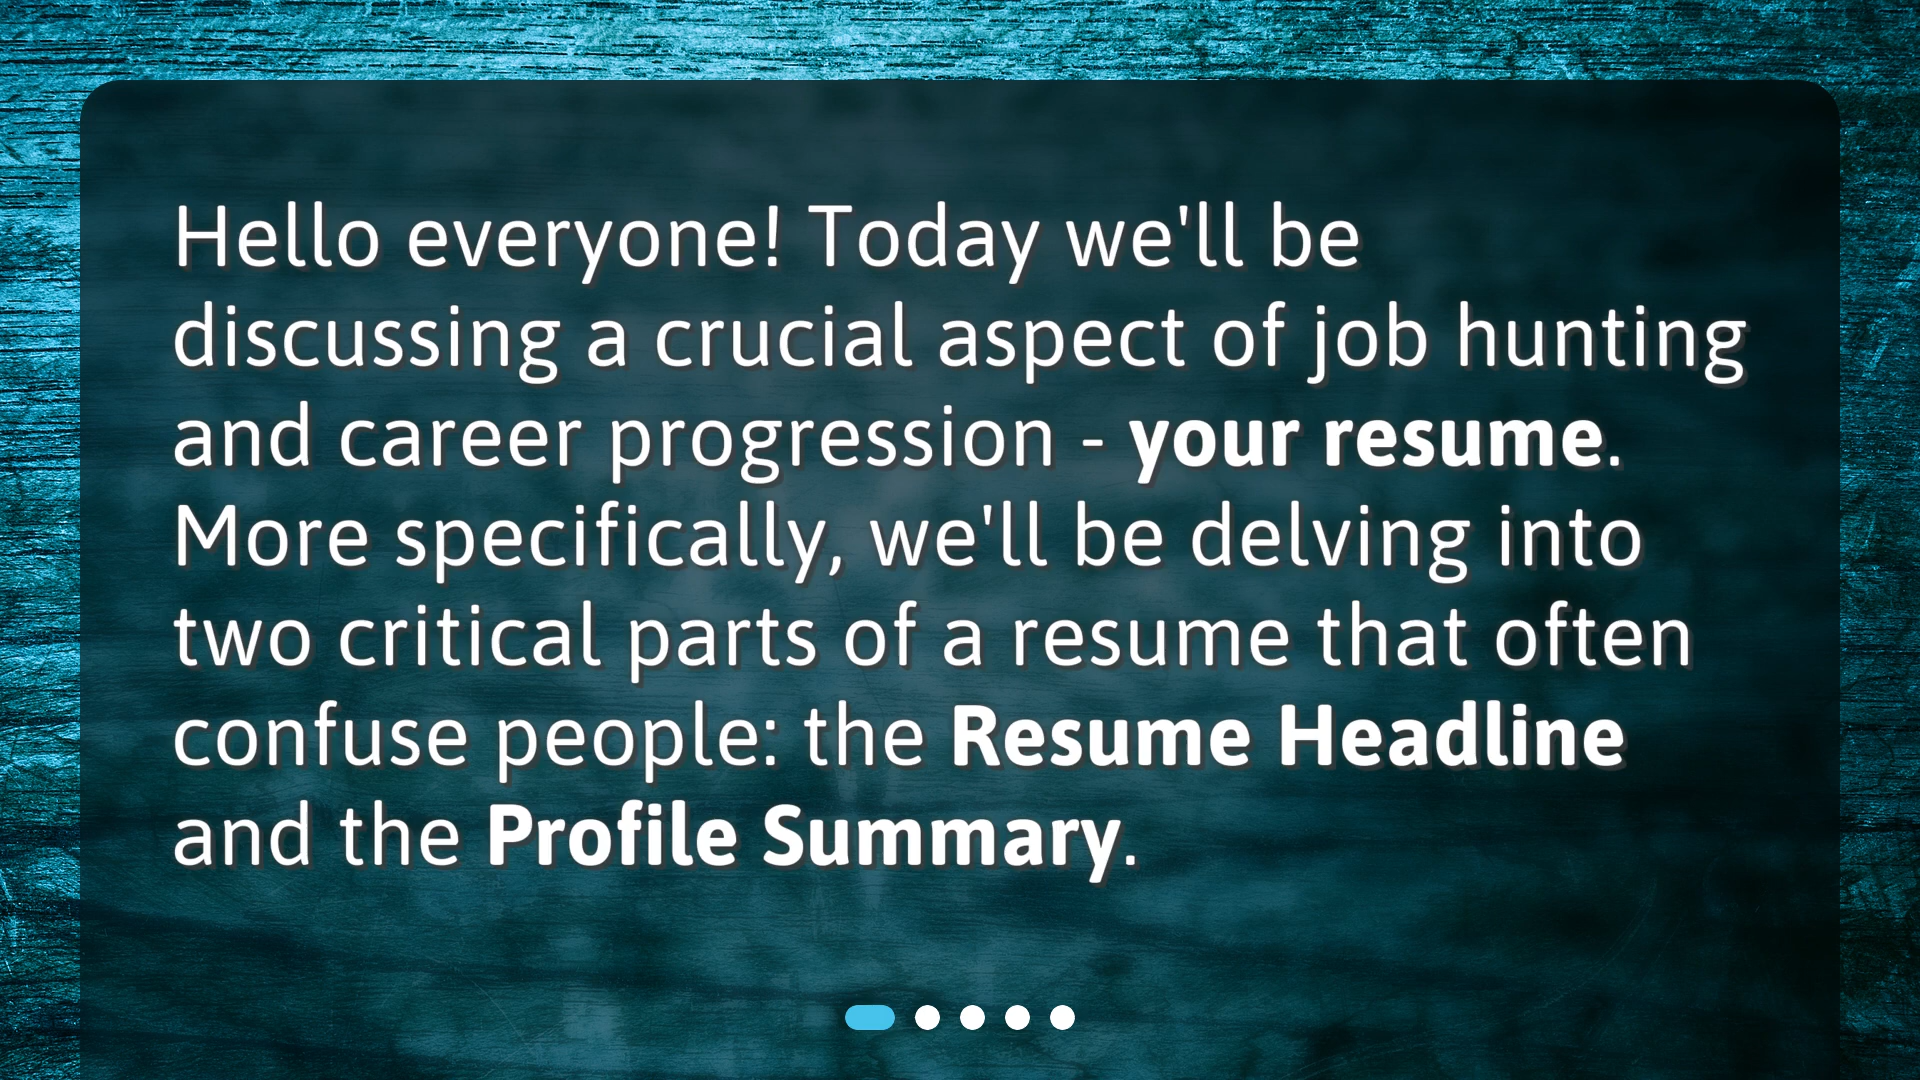 Hello everyone! Today we'll be
discussing a crucial aspect of job hunting
and career progression - your resume.
More specifically, we'll be delving into
two critical parts of a resume that often
confuse people: the Resume Headline
and the Profile Summary.